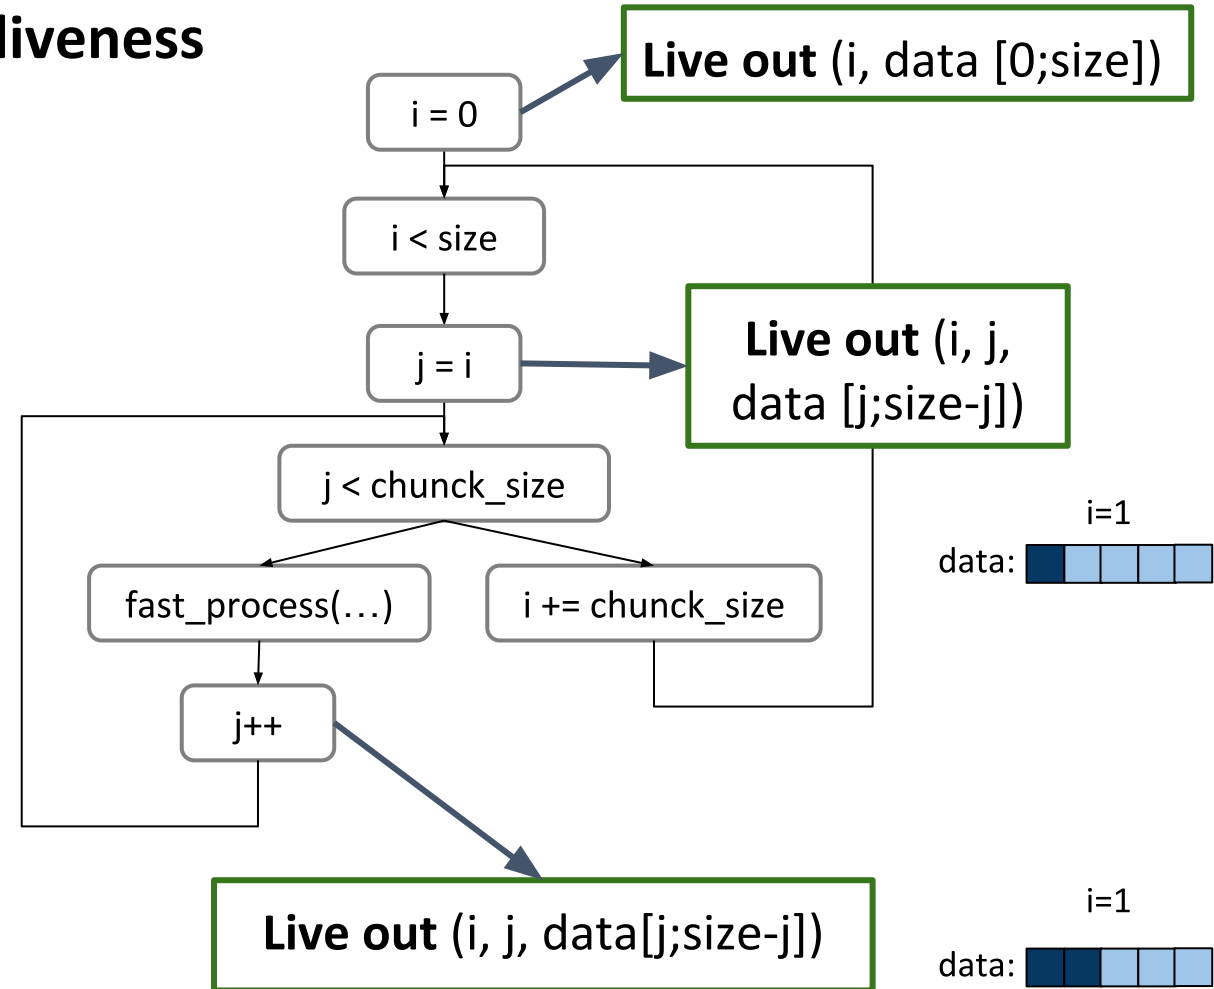 liveness
Live out (i, data [0;size])
i = 0
i < size
j = i
Live out (i, j,
data [j;size-j])
j < chunck_size
i=1
data:
fast_process(...)
i += chunck_size
j++
Live out (i, j, data[j;size-j])
i=1
data: